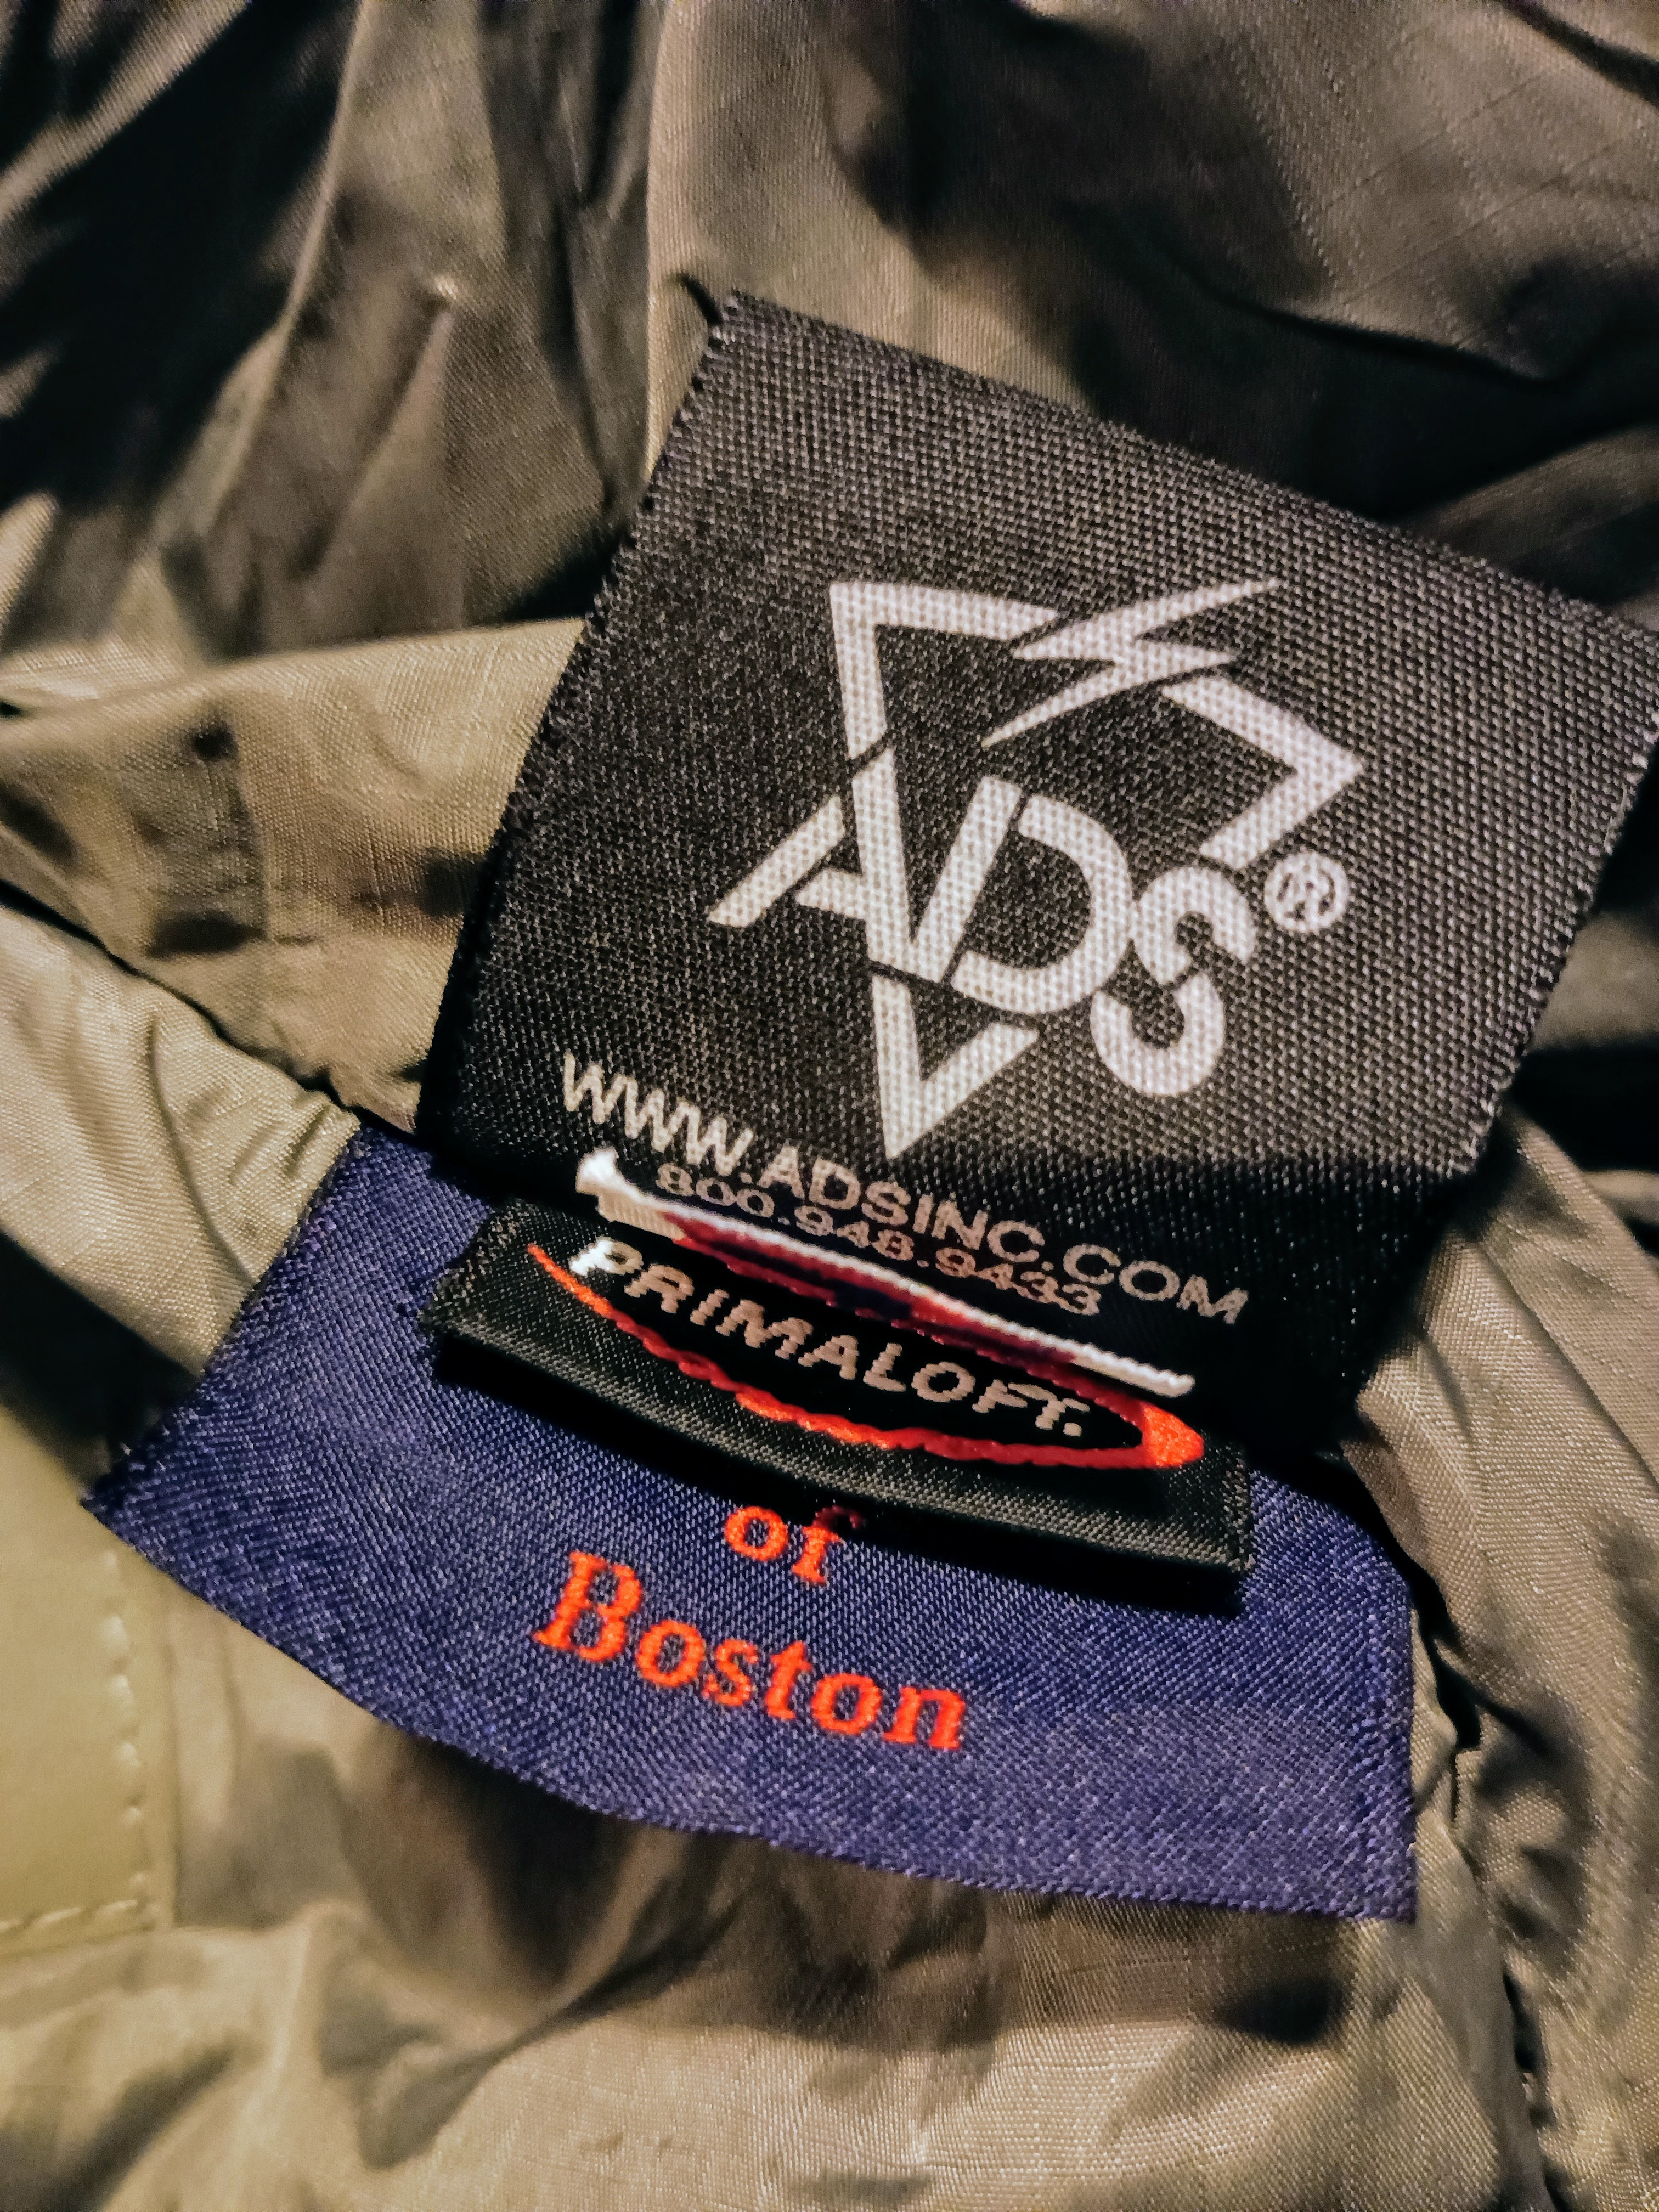 ADS®
WWW.ADSINC.COM
800.948.9433
PRIMALOFT.
of
Boston